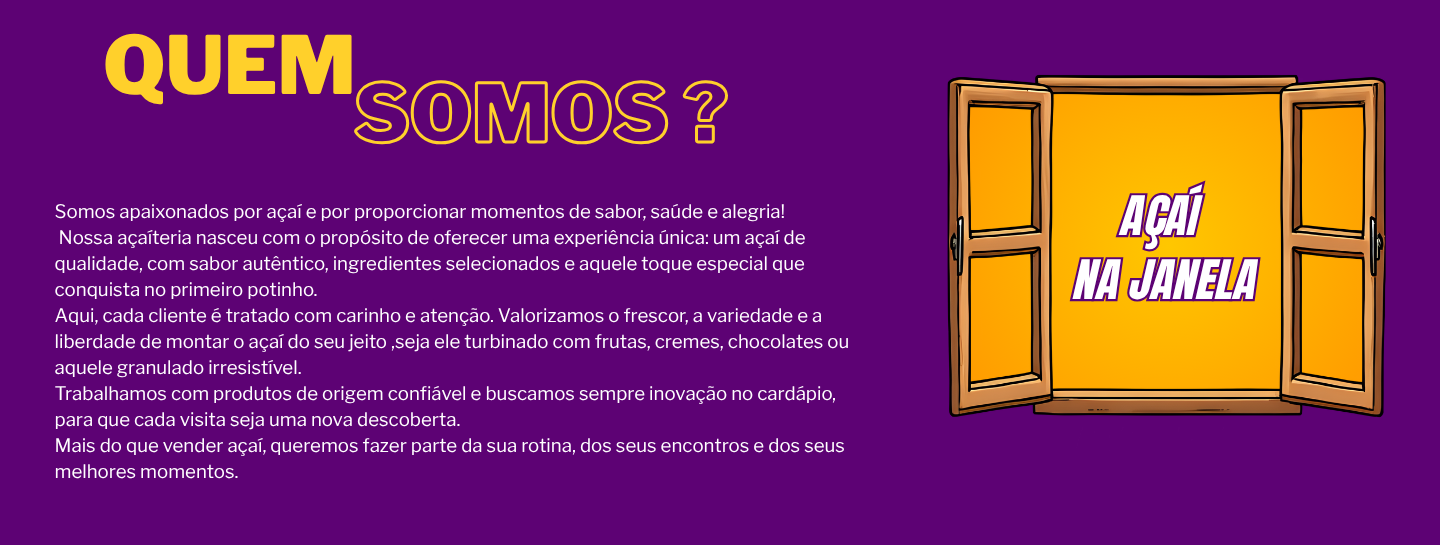 QUEM
SOMOS ?
Somos apaixonados por açaí e por proporcionar momentos de sabor, saúde e alegria!
Nossa açaíteria nasceu com o propósito de oferecer uma experiência única: um açaí de
qualidade, com sabor autêntico, ingredientes selecionados e aquele toque especial que
conquista no primeiro potinho.
Aqui, cada cliente é tratado com carinho e atenção. Valorizamos o frescor, a variedade e a
liberdade de montar o açaí do seu jeito ,seja ele turbinado com frutas, cremes, chocolates ou
aquele granulado irresistível.
Trabalhamos com produtos de origem confiável e buscamos sempre inovação no cardápio,
para que cada visita seja uma nova descoberta.
Mais do que vender açaí, queremos fazer parte da sua rotina, dos seus encontros e dos seus
melhores momentos.
AÇAÍ
NA JANELA